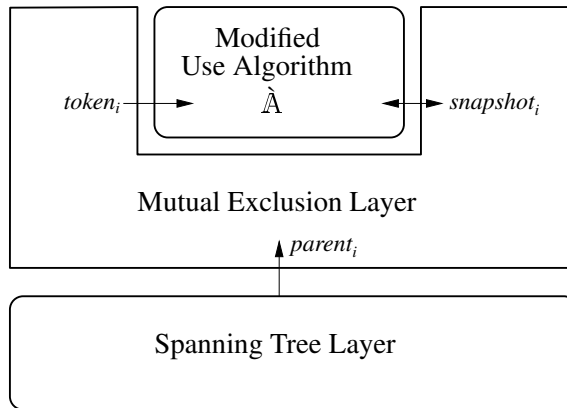 Modified
Use Algorithm
token_i
À
snapshot_i
Mutual Exclusion Layer
parent_i
Spanning Tree Layer